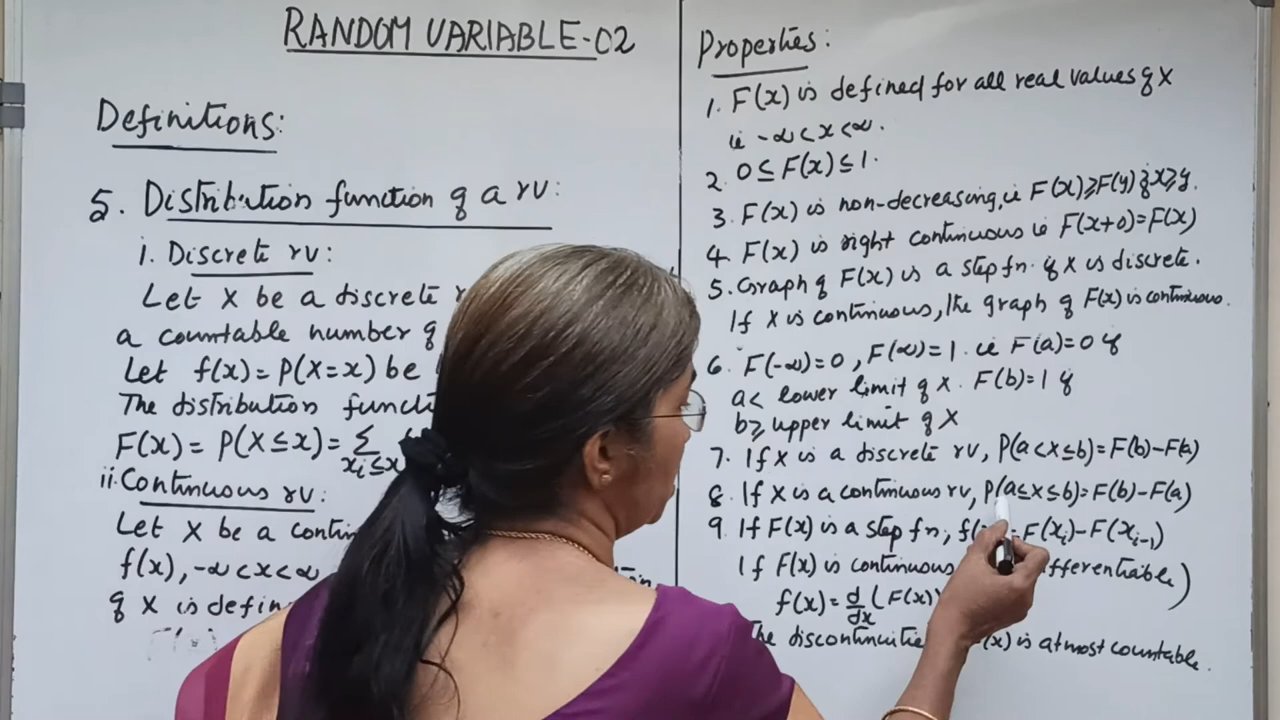 RANDOM VARIABLE-02
Definitions:
5. Distribution function of a rv:
i. Discrete rv:
Let X be a discrete
a countable number of
Let f(x) = P(X=x) be
The distribution
F(x) = P(X≤x) = Σ xi≤x
ii. Continuous rv:
Let X be a
f(x), -∞<x<∞
of X is
Properties:
1. F(x) is defined for all real values of X
ie -∞<x<∞.
2. 0≤F(x)≤1.
3. F(x) is non-decreasing, ie F(x)≥F(y) if x≥y.
4. F(x) is right continuous ie F(x+0)=F(x)
5. Graph of F(x) is a step fn. if X is discrete.
If X is continuous, the graph of F(x) is continuous.
6. F(-∞)=0, F(∞)=1. ie F(a)=0 if
a< lower limit of X. F(b)=1 if
b≥ upper limit of X
7. If X is a discrete rv, P(a<X≤b)=F(b)-F(a)
8. If X is a continuous rv, P(a≤X≤b)=F(b)-F(a)
9. If F(x) is a step fn, F(xi)-F(xi-1)
If F(x) is continuous
f(x)= d/dx (F(x))
The (x) is atmost countable.